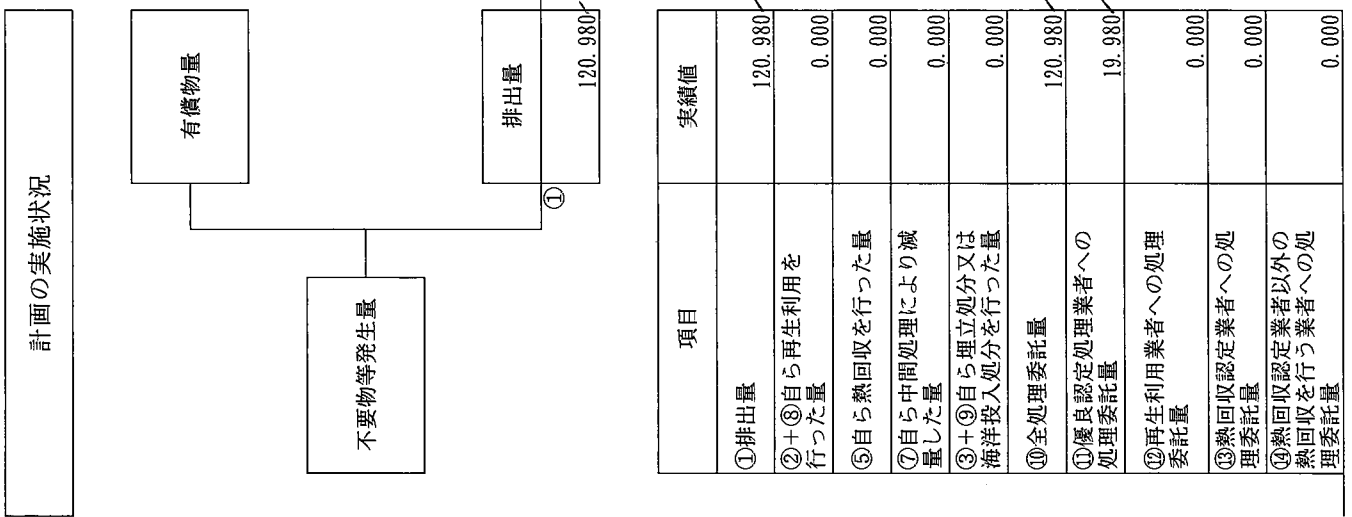 計画の実施状況
不要物等発生量
有償物量
①
排出量
120.980
項目
実績値
①排出量
120.980
②+⑧自ら再生利用を
行った量
0.000
⑤自ら熱回収を行った量
0.000
⑦自ら中間処理により減
量した量
0.000
③+⑨自ら埋立処分又は
海洋投入処分を行った量
0.000
⑩全処理委託量
120.980
⑪優良認定処理業者への
処理委託量
19.980
⑫再生利用業者への処理
委託量
0.000
⑬熱回収認定業者への処
理委託量
0.000
⑭熱回収認定業者以外の
熱回収を行う業者への処
理委託量
0.000